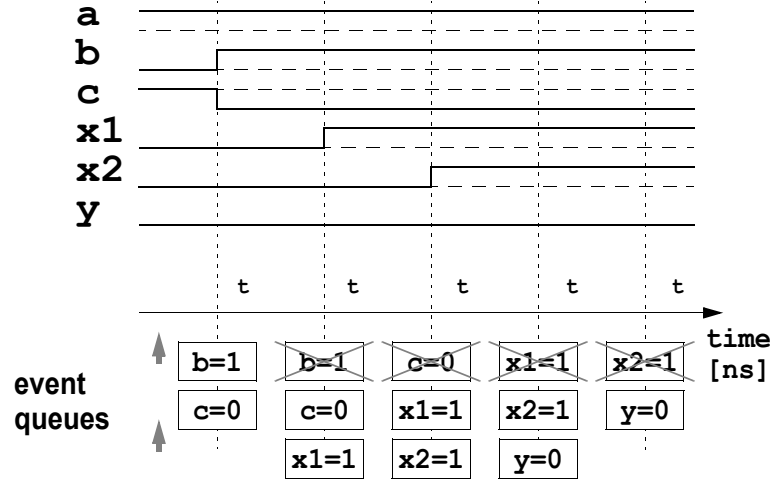 a
b
c
x1
x2
y
t t t t t
time
[ns]
b=1 b=1 c=0 x1=1 x2=1
event
queues
c=0 c=0 x1=1 x2=1 y=0
x1=1 x2=1 y=0